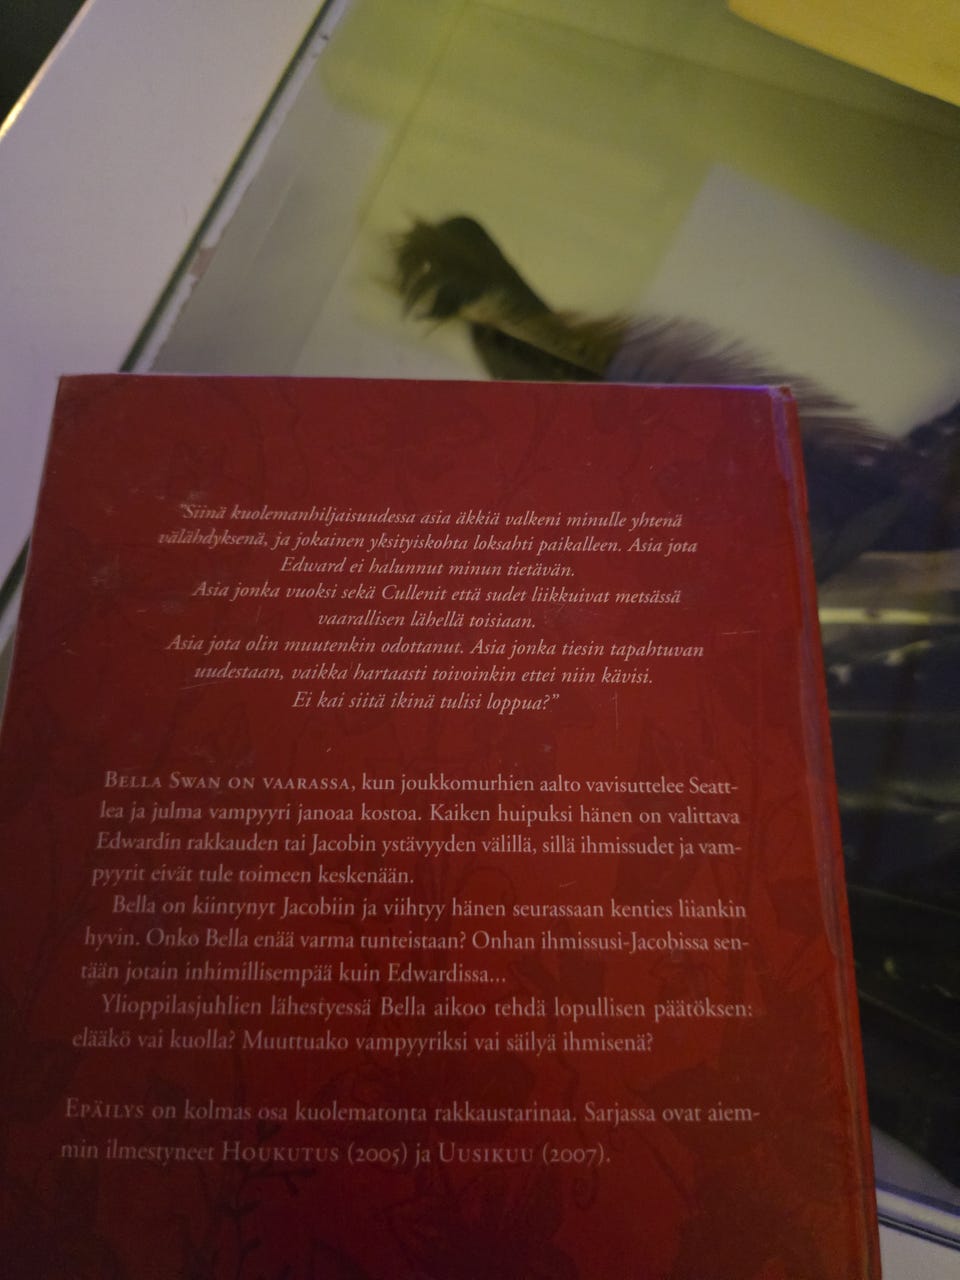 "Siinä kuolemanhiljaisuudessa asia äkkiä valkeni minulle yhtenä
välähdyksenä, ja jokainen yksityiskohta loksahti paikalleen. Asia jota
Edward ei halunnut minun tietävän.
Asia jonka vuoksi sekä Cullenit että sudet liikkuivat metsässä
vaarallisen lähellä toisiaan.
Asia jota olin muutenkin odottanut. Asia jonka tiesin tapahtuvan
uudestaan, vaikka hartaasti toivoinkin ettei niin kävisi.
Ei kai siitä ikinä tulisi loppua?"
BELLA SWAN ON VAARASSA, kun joukkomurhien aalto vavisuttelee Seatt-
lea ja julma vampyyri janoaa kostoa. Kaiken huipuksi hänen on valittava
Edwardin rakkauden tai Jacobin ystävyyden välillä, sillä ihmissudet ja vam-
pyyrit eivät tule toimeen keskenään.
Bella on kiintynyt Jacobiin ja viihtyy hänen seurassaan kenties liiankin
hyvin. Onko Bella enää varma tunteistaan? Onhan ihmissusi-Jacobissa sen-
tään jotain inhimillisempää kuin Edwardissa...
Ylioppilasjuhlien lähestyessä Bella aikoo tehdä lopullisen päätöksen:
elääkö vai kuolla? Muuttuako vampyyriksi vai säilyä ihmisenä?
EPÄILYS on kolmas osa kuolematonta rakkaustarinaa. Sarjassa ovat aiem-
min ilmestyneet HOUKUTUS (2005) ja UUSIKUU (2007).